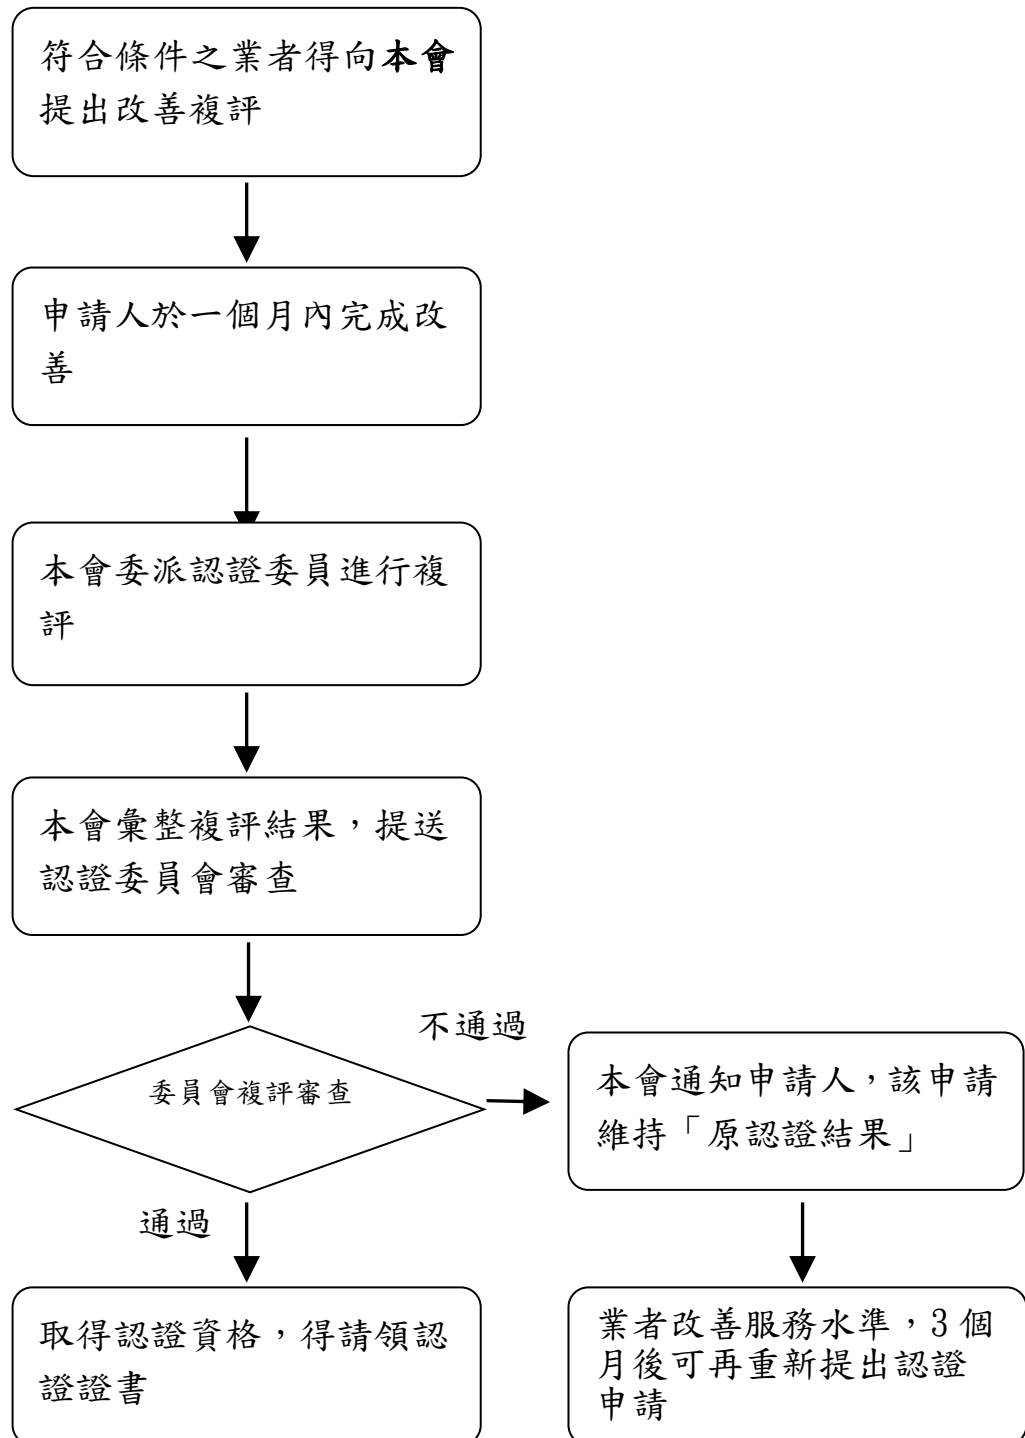 符合條件之業者得向本會
提出改善複評
申請人於一個月內完成改
善
本會委派認證委員進行複
評
本會彙整複評結果，提送
認證委員會審查
不通過
委員會複評審查
本會通知申請人，該申請
維持「原認證結果」
通過
取得認證資格，得請領認
證證書
業者改善服務水準，3 個
月後可再重新提出認證
申請